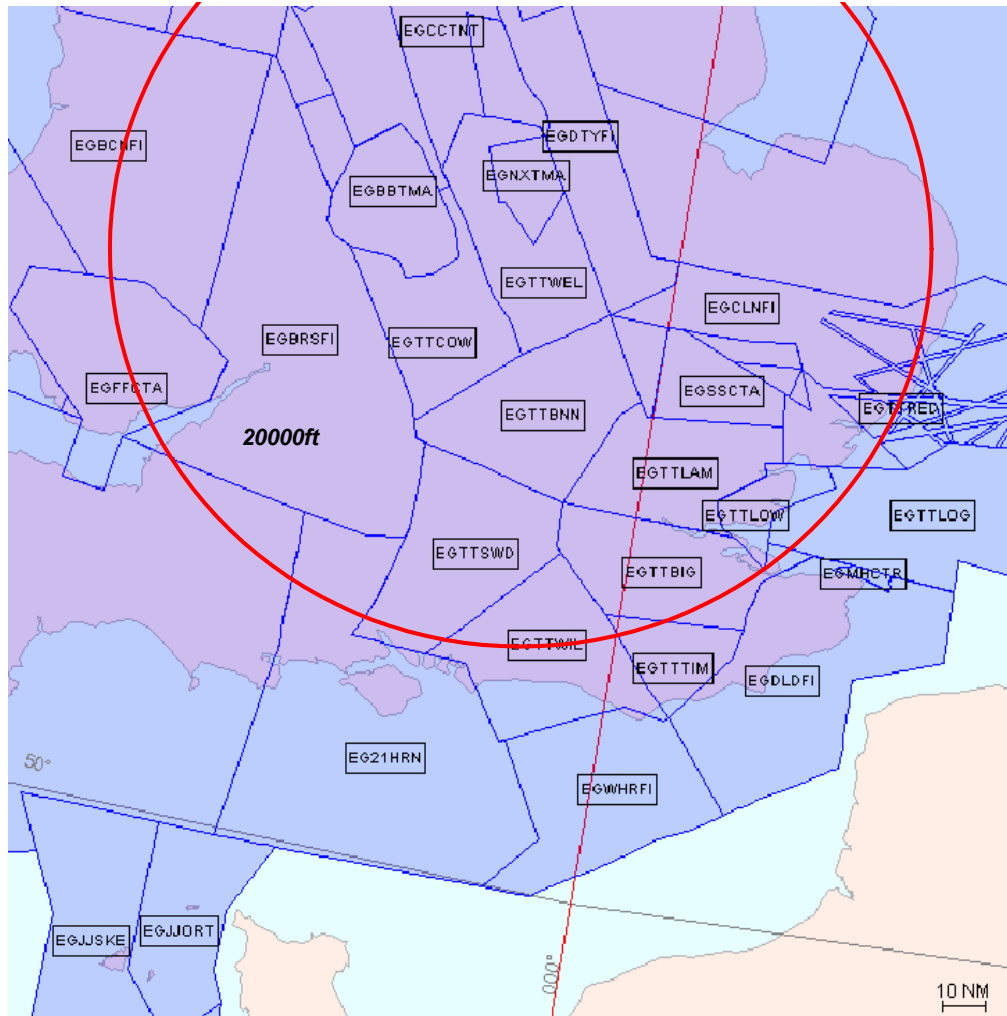 EGCCTNT
EGDTYFI
EGBCNFI
EGNXTMA
EGBBTMA
EGTTWEL
EGCLNFI
EGBRSFI
EGTTCOW
EGFFCTA
EGSSCTA
EGTTRED
EGTTBNN
20000ft
EGTTLAM
EGTTLOW
EGTTLOG
EGTTSWD
EGTTBIG
EGMHCTR
EGTTWIL
EGTTTIM
EGDLDFI
50°
EG21HRN
EGWHRFI
EGJJSKE
EGJJORT
000°
10 NM